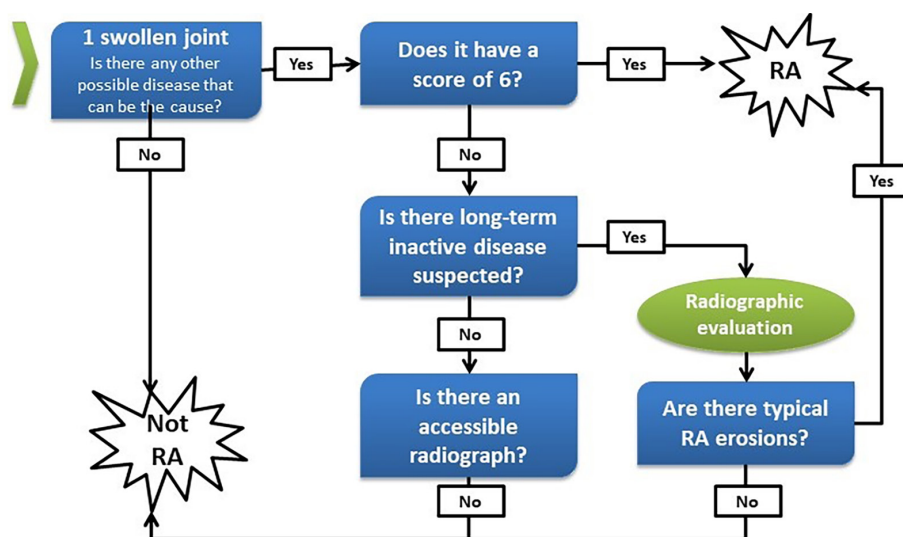 1 swollen joint
Is there any other
possible disease that
can be the cause?
Yes
Does it have a
score of 6?
Yes
RA
No
No
Yes
Is there long-term
inactive disease
suspected?
Yes
Radiographic
evaluation
No
Is there an
accessible
radiograph?
Are there typical
RA erosions?
Not
RA
No
No